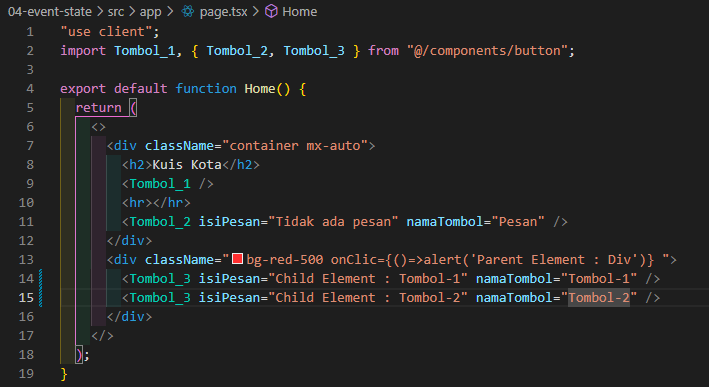 04-event-state > src > app > page.tsx > Home
1 "use client";
2 import Tombol_1, { Tombol_2, Tombol_3 } from "@/components/button";
3
4 export default function Home() {
5 return (
6 <>
7 <div className="container mx-auto">
8 <h2>Kuis Kota</h2>
9 <Tombol_1 />
10 <hr></hr>
11 <Tombol_2 isiPesan="Tidak ada pesan" namaTombol="Pesan" />
12 </div>
13 <div className="bg-red-500 onClic={()=>alert('Parent Element : Div')} ">
14 <Tombol_3 isiPesan="Child Element : Tombol-1" namaTombol="Tombol-1" />
15 <Tombol_3 isiPesan="Child Element : Tombol-2" namaTombol="Tombol-2" />
16 </div>
17 </>
18 );
19 }